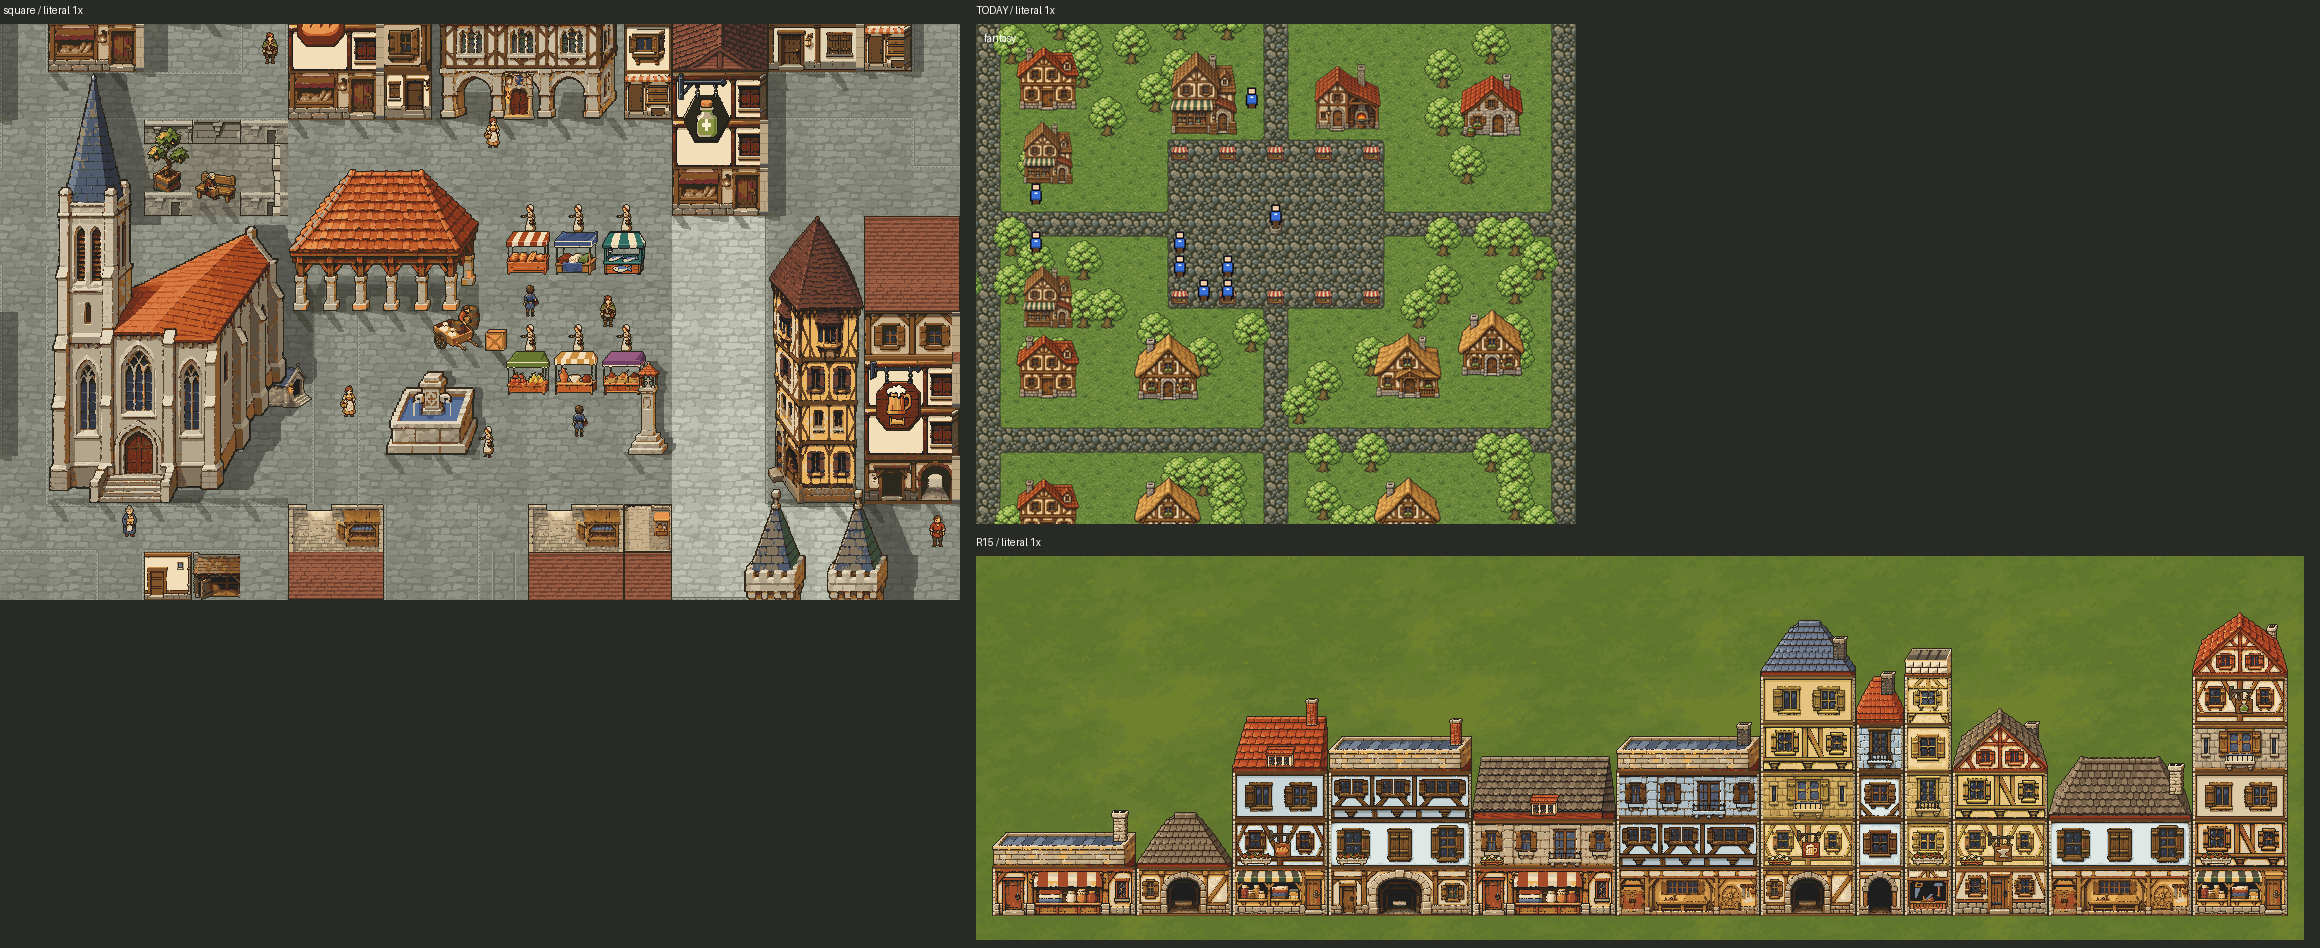 square / literal 1x
TODAY / literal 1x
fantasy
R15 / literal 1x